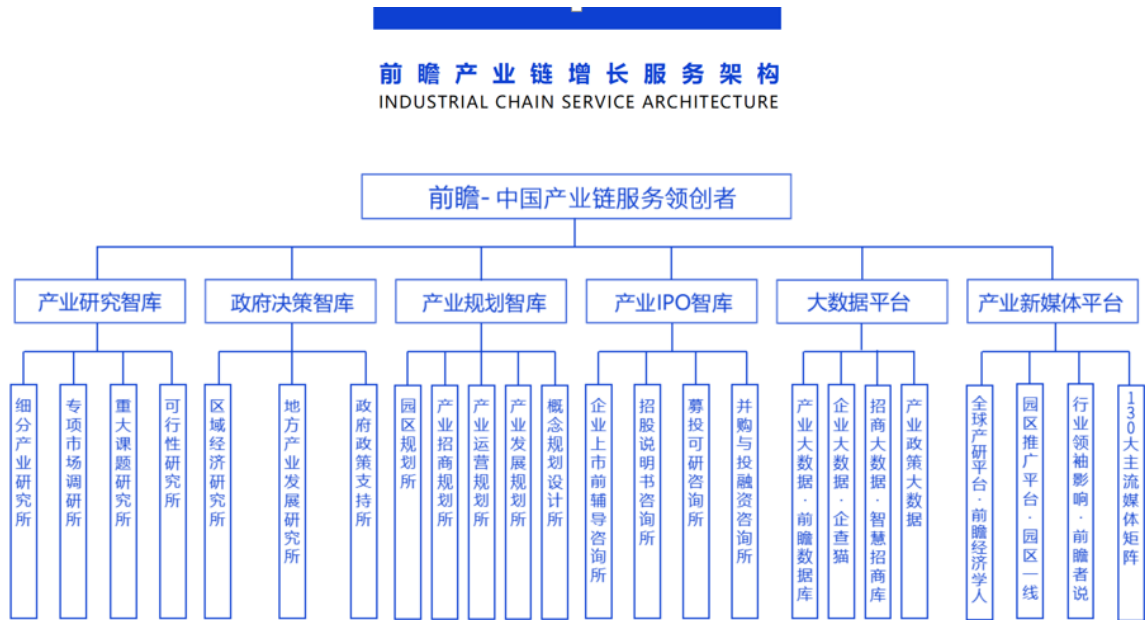 前瞻产业链增长服务架构
INDUSTRIAL CHAIN SERVICE ARCHITECTURE
前瞻-中国产业链服务领创者
产业研究智库
政府决策智库
产业规划智库
产业IPO智库
大数据平台
产业新媒体平台
细分产业研究所
专项市场调研所
重大课题研究所
可行性研究所
区域经济研究所
地方产业发展研究所
政府政策支持所
园区规划所
产业招商规划所
产业运营规划所
产业发展规划所
概念规划设计所
企业上市前辅导咨询所
招股说明书咨询所
募投可研咨询所
并购与投融资咨询所
产业大数据·前瞻数据库
企业大数据·企查猫
招商大数据·智慧招商库
产业政策大数据
全球产研平台·前瞻经济学人
园区推广平台·园区一线
行业领袖影响·前瞻者说
130大主流媒体矩阵